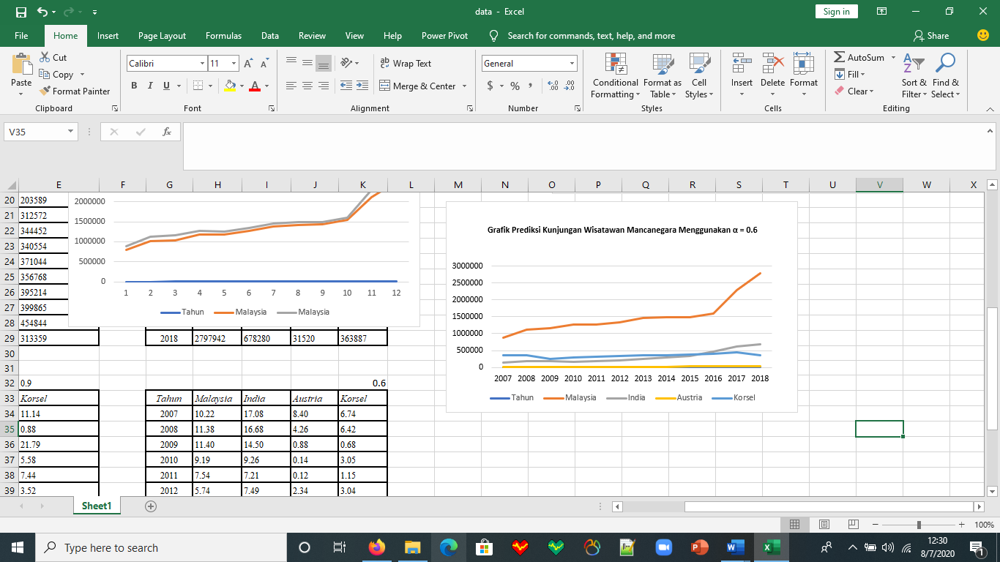 data - Excel
Sign in
File Home Insert Page Layout Formulas Data Review View Help Power Pivot Search for commands, text, help, and more Share
Paste
Cut
Copy
Format Painter
Clipboard
Calibri 11 A A
B I U A
Font
ab Wrap Text
Merge & Center
Alignment
General
$ % ,
Number
Conditional Formatting
Format as Table
Cell Styles
Styles
Insert Delete Format
Cells
AutoSum
Fill
Clear
Sort & Filter
Find & Select
Editing
V35 fx
E F G H I J K L M N O P Q R S T U V W X
20 203589
21 312572
22 344452
23 340554
24 371044
25 356768
26 395214
27 399865
28 454844
29 313359 2018 2797942 678280 31520 363887
30
31
32 0.9 0.6
33 Korsel Tahun Malaysia India Austria Korsel
34 11.14 2007 10.22 17.08 8.40 6.74
35 0.88 2008 11.38 16.68 4.26 6.42
36 21.79 2009 11.40 14.50 0.88 0.68
37 5.58 2010 9.19 9.26 0.14 3.05
38 7.44 2011 7.54 7.21 0.12 1.15
39 3.52 2012 5.74 7.49 2.34 3.04
2000000
1500000
1000000
500000
0
1 2 3 4 5 6 7 8 9 10 11 12
Tahun Malaysia Malaysia
Grafik Prediksi Kunjungan Wisatawan Mancanegara Menggunakan α = 0.6
3000000
2500000
2000000
1500000
1000000
500000
0
2007 2008 2009 2010 2011 2012 2013 2014 2015 2016 2017 2018
Tahun Malaysia India Austria Korsel
Sheet1
100%
Type here to search
12:30
8/7/2020
1